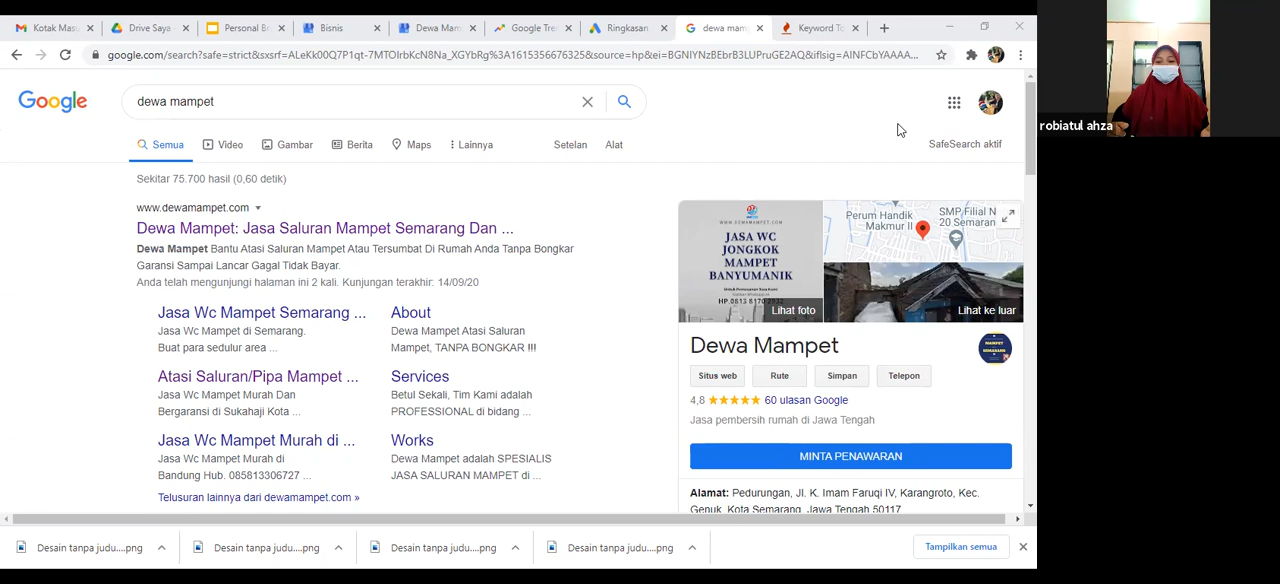 Kotak Mas
Drive Saya
Personal B
Bisnis
Dewa Mam
Google Tre
Ringkasan
dewa mam
Keyword To
google.com/search?safe=strict&sxsrf=ALeKk00Q7P1qt-7MTOIrbKcN8Na_XGYbRg%3A1615356676325&source=hp&ei=BGNIYNzBEbrB3LUPruGE2AQ&iflsig=AINFCbYAAAA...
Google
dewa mampet
Semua
Video
Gambar
Berita
Maps
Lainnya
Setelan
Alat
SafeSearch aktif
Sekitar 75.700 hasil (0,60 detik)
www.dewamampet.com
Dewa Mampet: Jasa Saluran Mampet Semarang Dan ...
Dewa Mampet Bantu Atasi Saluran Mampet Atau Tersumbat Di Rumah Anda Tanpa Bongkar
Garansi Sampai Lancar Gagal Tidak Bayar.
Anda telah mengunjungi halaman ini 2 kali. Kunjungan terakhir: 14/09/20
Jasa Wc Mampet Semarang ...
Jasa Wc Mampet di Semarang.
Buat para sedulur area ...
About
Dewa Mampet Atasi Saluran
Mampet, TANPA BONGKAR !!!
Atasi Saluran/Pipa Mampet ...
Jasa Wc Mampet Murah Dan
Bergaransi di Sukahaji Kota ...
Services
Betul Sekali, Tim Kami adalah
PROFESSIONAL di bidang ...
Jasa Wc Mampet Murah di ...
Jasa Wc Mampet Murah di
Bandung Hub. 085813306727 ...
Works
Dewa Mampet adalah SPESIALIS
JASA SALURAN MAMPET di ...
Telusuran lainnya dari dewamampet.com »
WWW.DEWAMAMPET.COM
JASA WC
JONGKOK
MAMPET
BANYUMANIK
HP.0813 8170 2932
Lihat foto
Perum Handik
Makmur II
SMP Filial N
20 Semaran
Lihat ke luar
Dewa Mampet
MAMPET
SEMARANG
Situs web
Rute
Simpan
Telepon
4,8
60 ulasan Google
Jasa pembersih rumah di Jawa Tengah
MINTA PENAWARAN
Alamat: Pedurungan, Jl. K. Imam Faruqi IV, Karangroto, Kec.
Genuk, Kota Semarang, Jawa Tengah 50117
Desain tanpa judu....png
Desain tanpa judu....png
Desain tanpa judu....png
Desain tanpa judu....png
Tampilkan semua
robiatul ahza